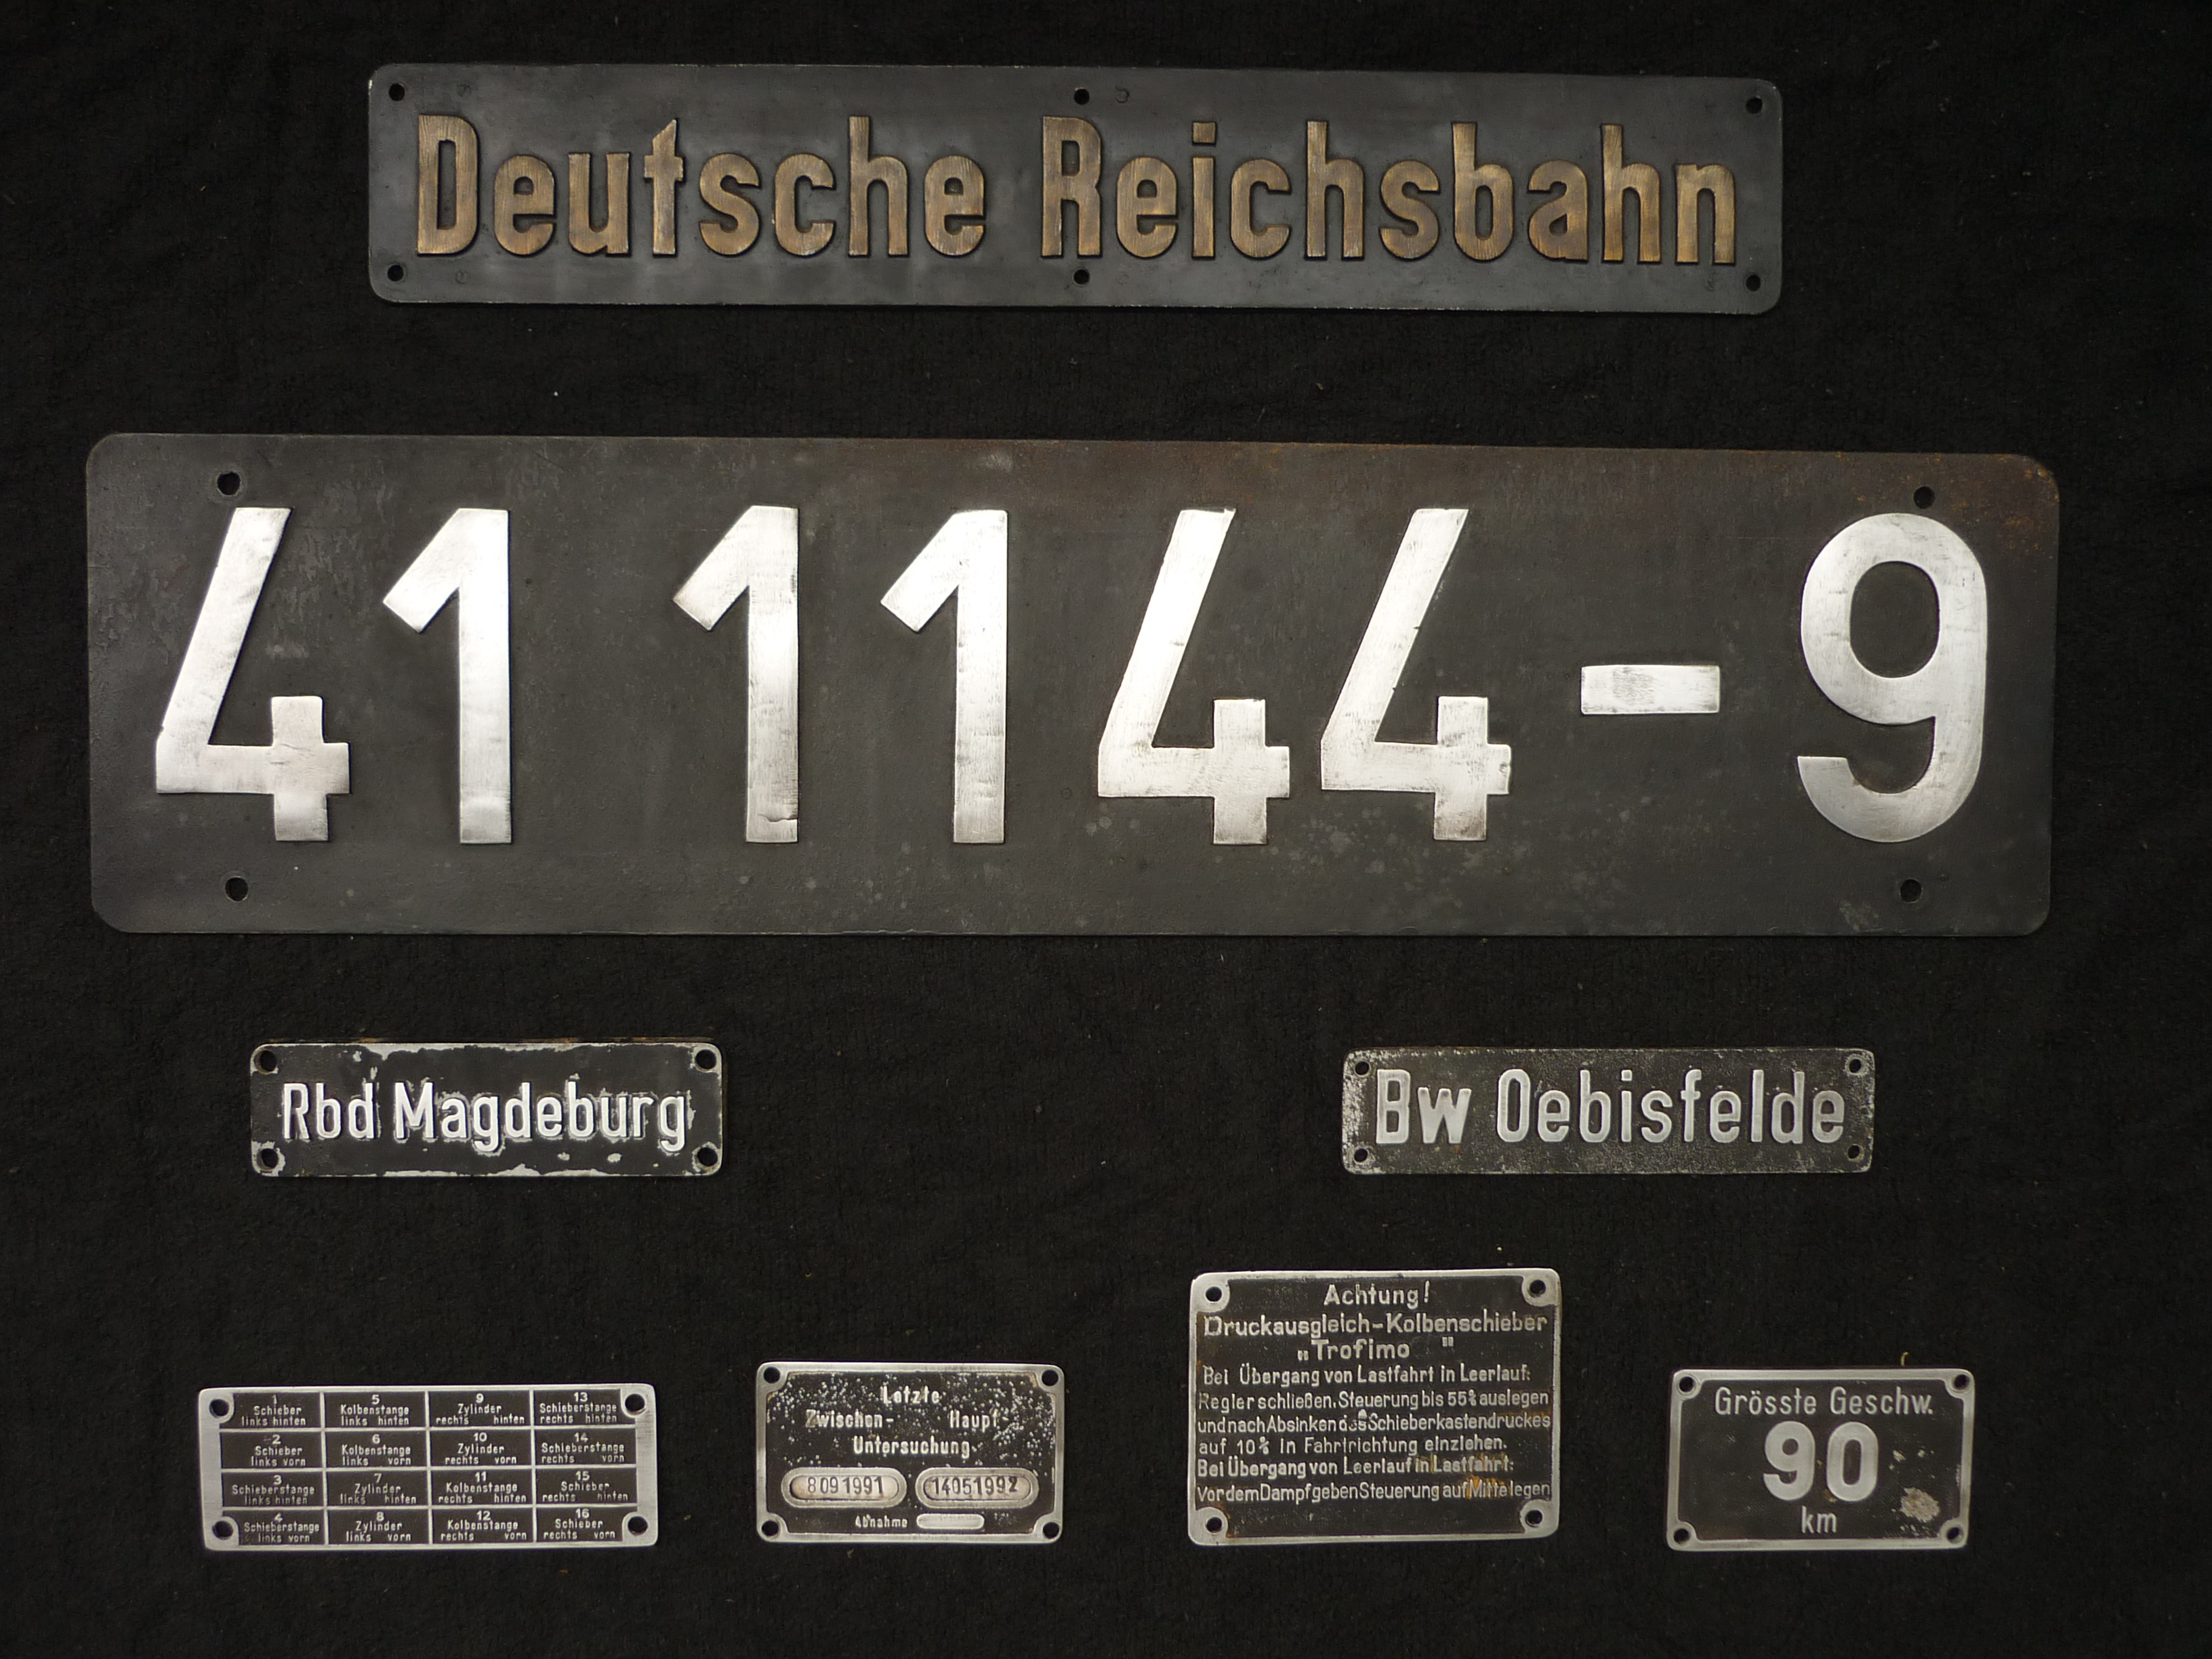 Deutsche Reichsbahn
41 1144-9
Rbd Magdeburg
Bw Oebisfelde
1 5 9 13
Schieber Kolbenstange Zylinder Schieberstange
links hinten links hinten rechts hinten rechts hinten
2 6 10 14
Schieber Kolbenstange Zylinder Schieberstange
links vorn links vorn rechts vorn rechts vorn
3 7 11 15
Schieberstange Zylinder Kolbenstange Schieber
links hinten links hinten rechts hinten rechts hinten
4 8 12 16
Schieberstange Zylinder Kolbenstange Schieber
links vorn links vorn rechts vorn rechts vorn
Letzte
Zwischen- Haupt-
Untersuchung
8091991 14051992
Abnahme
Achtung!
Druckausgleich-Kolbenschieber
„Trofimo"
Bei Übergang von Lastfahrt in Leerlauf:
Regler schließen. Steuerung bis 55% auslegen
und nach Absinken des Schieberkastendruckes
auf 10% in Fahrtrichtung einziehen.
Bei Übergang von Leerlauf in Lastfahrt:
Vor dem Dampfgeben Steuerung auf Mitte legen
Grösste Geschw.
90
km